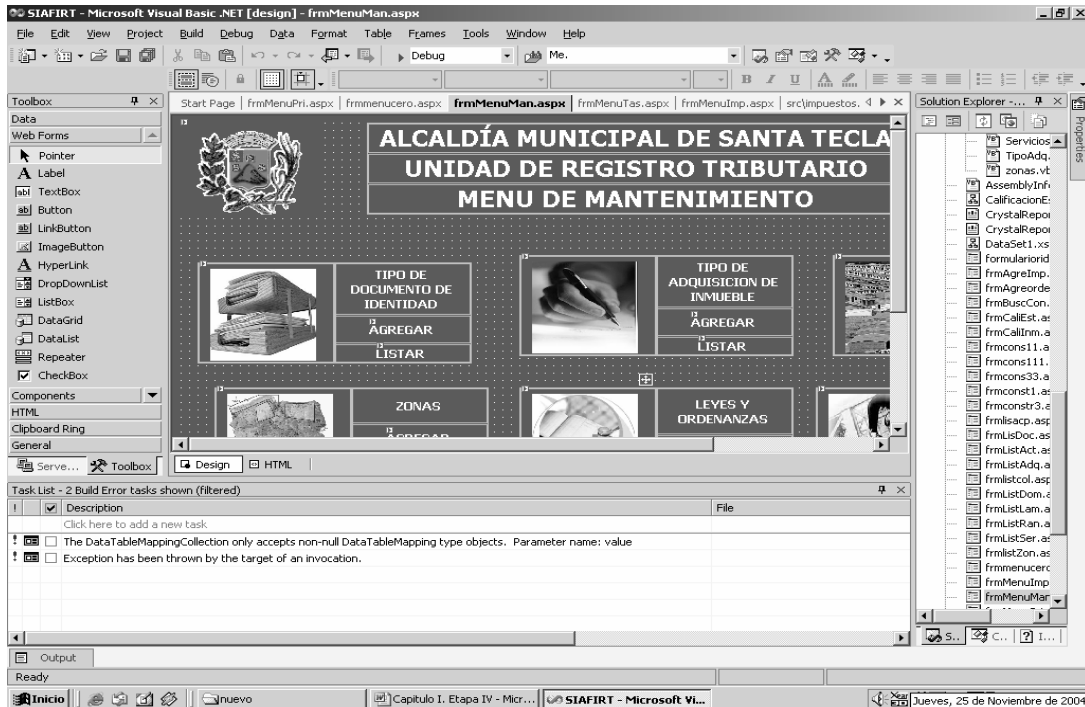 SIAFIRT - Microsoft Visual Basic .NET [design] - frmMenuMan.aspx
File Edit View Project Build Debug Data Format Table Frames Tools Window Help
Debug
Me.
B I U
Toolbox
Data
Web Forms
Pointer
Label
TextBox
Button
LinkButton
ImageButton
HyperLink
DropDownList
ListBox
DataGrid
DataList
Repeater
CheckBox
Components
HTML
Clipboard Ring
General
Serve...
Toolbox
Start Page
frmMenuPri.aspx
frmmenucero.aspx
frmMenuMan.aspx
frmMenuTas.aspx
frmMenuImp.aspx
src\impuestos.
ALCALDÍA MUNICIPAL DE SANTA TECLA
UNIDAD DE REGISTRO TRIBUTARIO
MENU DE MANTENIMIENTO
TIPO DE
DOCUMENTO DE
IDENTIDAD
AGREGAR
LISTAR
TIPO DE
ADQUISICION DE
INMUEBLE
AGREGAR
LISTAR
ZONAS
AGREGAR
LEYES Y
ORDENANZAS
Design
HTML
Solution Explorer -...
Properties
Servicios
TipoAdq.
zonas.vb
AssemblyInfo
CalificacionEs
CrystalRepor
CrystalRepor
DataSet1.xs
formulariorid
frmAgreImp.
frmAgreorde
frmBuscCon.
frmCaliEst.as
frmCaliInm.a
frmcons11.a
frmcons111.
frmcons33.a
frmconst1.as
frmconstr3.a
frmlisacp.asp
frmLisDoc.as
frmListAct.as
frmListAdq.a
frmlistcol.asp
frmListDom.a
frmListLam.a
frmListRan.a
frmListSer.as
frmlistZon.as
frmmenucero
frmMenuImp
frmMenuMan
S..
C..
I...
Task List - 2 Build Error tasks shown (filtered)
! Description File
Click here to add a new task
! The DataTableMappingCollection only accepts non-null DataTableMapping type objects. Parameter name: value
! Exception has been thrown by the target of an invocation.
Output
Ready
Inicio
nuevo
Capitulo I. Etapa IV - Micr...
SIAFIRT - Microsoft Vi...
Jueves, 25 de Noviembre de 2004